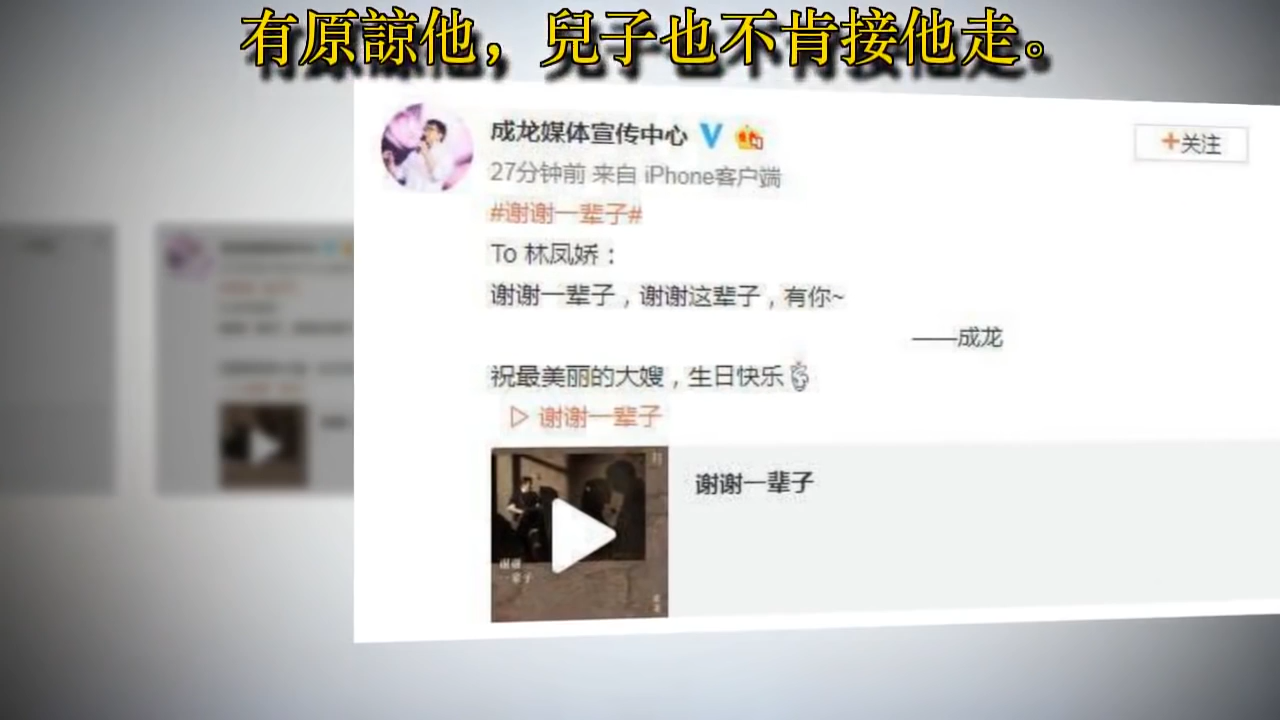 有原諒他，兒子也不肯接他走。
成龙媒体宣传中心
+关注
27分钟前 来自 iPhone客户端
#谢谢一辈子#
To 林凤娇：
谢谢一辈子，谢谢这辈子，有你~
——成龙
祝最美丽的大嫂，生日快乐
谢谢一辈子
谢谢一辈子